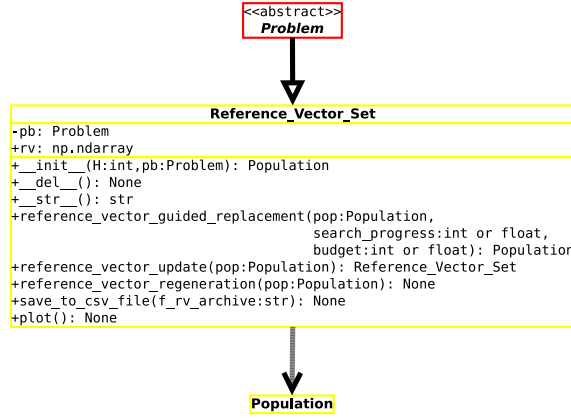 <<abstract>>
Problem
Reference_Vector_Set
-pb: Problem
+rv: np.ndarray
+__init__(H:int,pb:Problem): Population
+__del__(): None
+__str__(): str
+reference_vector_guided_replacement(pop:Population,
search_progress:int or float,
budget:int or float): Population
+reference_vector_update(pop:Population): Reference_Vector_Set
+reference_vector_regeneration(pop:Population): None
+save_to_csv_file(f_rv_archive:str): None
+plot(): None
Population